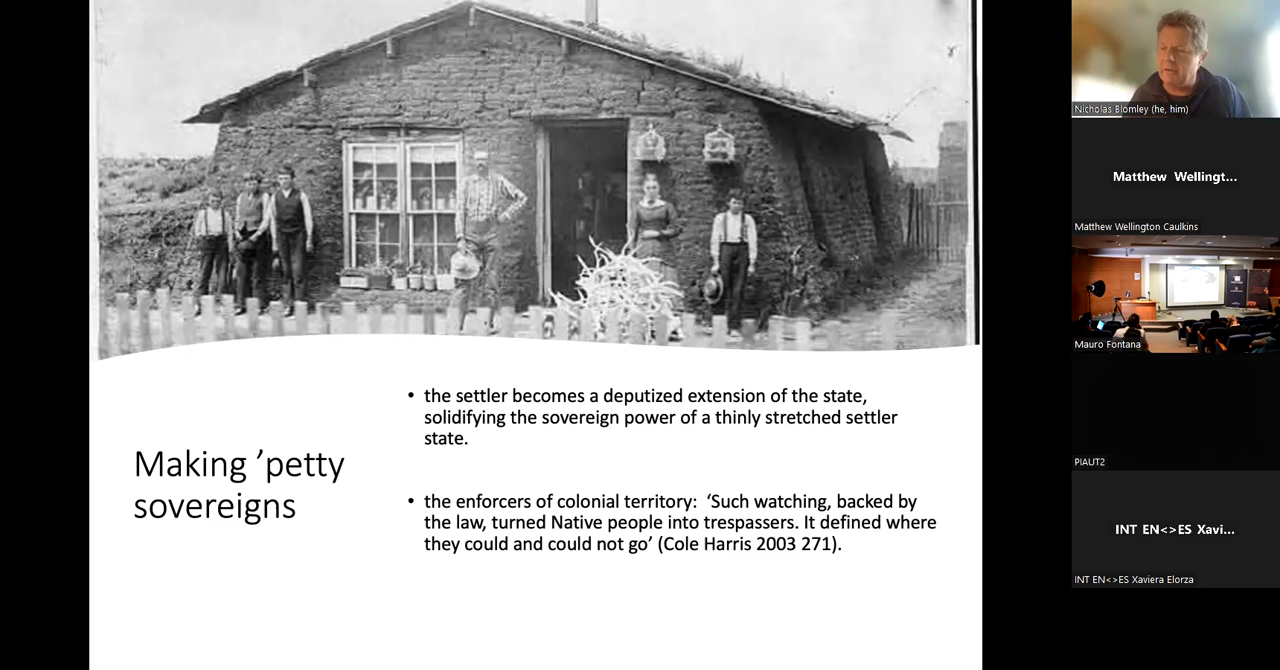 Making ’petty
sovereigns
• the settler becomes a deputized extension of the state,
solidifying the sovereign power of a thinly stretched settler
state.
• the enforcers of colonial territory: ‘Such watching, backed by
the law, turned Native people into trespassers. It defined where
they could and could not go’ (Cole Harris 2003 271).
Nicholas Blomley (he, him)
Matthew Wellingt...
Matthew Wellington Caulkins
Mauro Fontana
PIAUT2
INT EN<>ES Xavi...
INT EN<>ES Xaviera Elorza